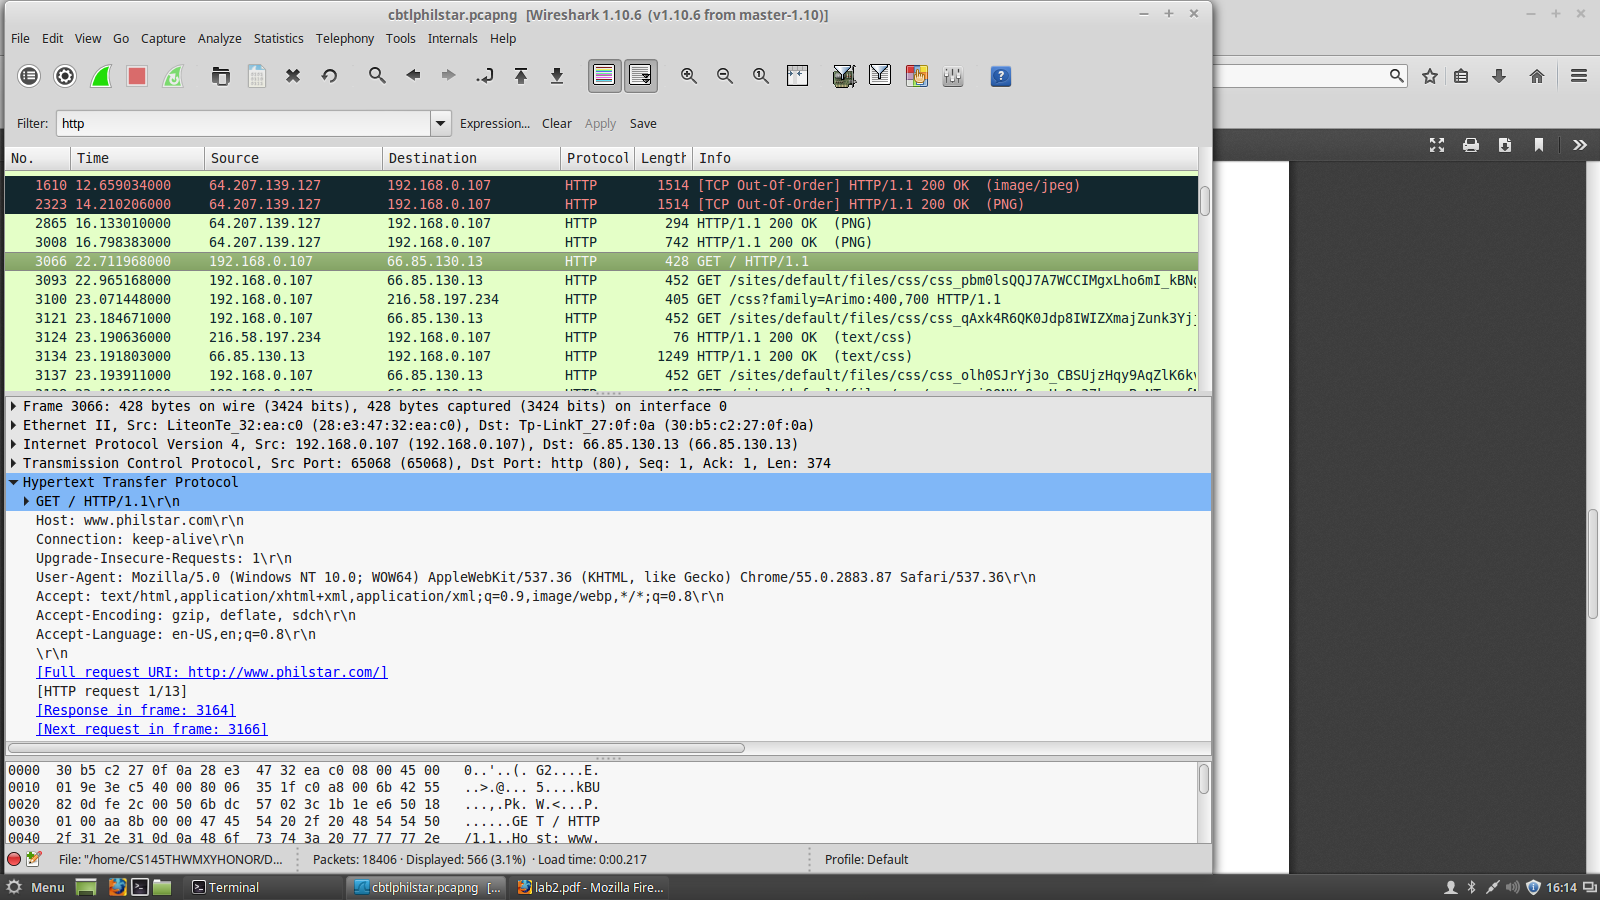 cbtlphilstar.pcapng   [Wireshark 1.10.6  (v1.10.6 from master-1.10)]
File Edit View Go Capture Analyze Statistics Telephony Tools Internals Help
Filter: http Expression... Clear Apply Save
No. Time Source Destination Protocol Length Info
1610 12.659034000 64.207.139.127 192.168.0.107 HTTP 1514 [TCP Out-Of-Order] HTTP/1.1 200 OK  (image/jpeg)
2323 14.210206000 64.207.139.127 192.168.0.107 HTTP 1514 [TCP Out-Of-Order] HTTP/1.1 200 OK  (PNG)
2865 16.133010000 64.207.139.127 192.168.0.107 HTTP 294 HTTP/1.1 200 OK  (PNG)
3008 16.798383000 64.207.139.127 192.168.0.107 HTTP 742 HTTP/1.1 200 OK  (PNG)
3066 22.711968000 192.168.0.107 66.85.130.13 HTTP 428 GET / HTTP/1.1
3093 22.965168000 192.168.0.107 66.85.130.13 HTTP 452 GET /sites/default/files/css/css_pbm0lsQQJ7A7WCCIMgxLho6mI_kBN
3100 23.071448000 192.168.0.107 216.58.197.234 HTTP 405 GET /css?family=Arimo:400,700 HTTP/1.1
3121 23.184671000 192.168.0.107 66.85.130.13 HTTP 452 GET /sites/default/files/css/css_qAxk4R6QK0Jdp8IWIZXmajZunk3Yj
3124 23.190636000 216.58.197.234 192.168.0.107 HTTP 76 HTTP/1.1 200 OK  (text/css)
3134 23.191803000 66.85.130.13 192.168.0.107 HTTP 1249 HTTP/1.1 200 OK  (text/css)
3137 23.193911000 192.168.0.107 66.85.130.13 HTTP 452 GET /sites/default/files/css/css_olh0SJrYj3o_CBSUjzHqy9AqZlK6k
Frame 3066: 428 bytes on wire (3424 bits), 428 bytes captured (3424 bits) on interface 0
Ethernet II, Src: LiteonTe_32:ea:c0 (28:e3:47:32:ea:c0), Dst: Tp-LinkT_27:0f:0a (30:b5:c2:27:0f:0a)
Internet Protocol Version 4, Src: 192.168.0.107 (192.168.0.107), Dst: 66.85.130.13 (66.85.130.13)
Transmission Control Protocol, Src Port: 65068 (65068), Dst Port: http (80), Seq: 1, Ack: 1, Len: 374
Hypertext Transfer Protocol
GET / HTTP/1.1\r\n
Host: www.philstar.com\r\n
Connection: keep-alive\r\n
Upgrade-Insecure-Requests: 1\r\n
User-Agent: Mozilla/5.0 (Windows NT 10.0; WOW64) AppleWebKit/537.36 (KHTML, like Gecko) Chrome/55.0.2883.87 Safari/537.36\r\n
Accept: text/html,application/xhtml+xml,application/xml;q=0.9,image/webp,*/*;q=0.8\r\n
Accept-Encoding: gzip, deflate, sdch\r\n
Accept-Language: en-US,en;q=0.8\r\n
\r\n
[Full request URI: http://www.philstar.com/]
[HTTP request 1/13]
[Response in frame: 3164]
[Next request in frame: 3166]
0000  30 b5 c2 27 0f 0a 28 e3  47 32 ea c0 08 00 45 00   0..'..(. G2....E.
0010  01 9e 3e c5 40 00 80 06  35 1f c0 a8 00 6b 42 55   ..>.@... 5....kBU
0020  82 0d fe 2c 00 50 6b dc  57 02 3c 1b 1e e6 50 18   ...,.Pk. W.<...P.
0030  01 00 aa 8b 00 00 47 45  54 20 2f 20 48 54 54 50   ......GE T / HTTP
0040  2f 31 2e 31 0d 0a 48 6f  73 74 3a 20 77 77 77 2e   /1.1..Ho st: www.
File: "/home/CS145THWMXYHONOR/D... Packets: 18406 · Displayed: 566 (3.1%)  · Load time: 0:00.217 Profile: Default
Menu Terminal cbtlphilstar.pcapng  [... lab2.pdf - Mozilla Fire... 16:14